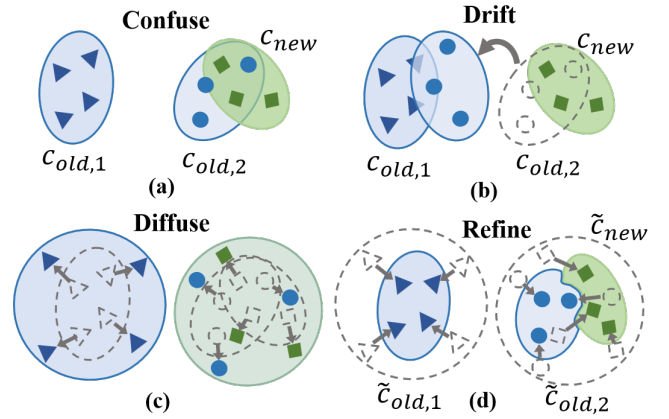 Confuse
Drift
c_new
c_new
c_old,1
c_old,2
c_old,1
c_old,2
(a)
(b)
Diffuse
Refine
c̃_new
c̃_old,1
c̃_old,2
(c)
(d)